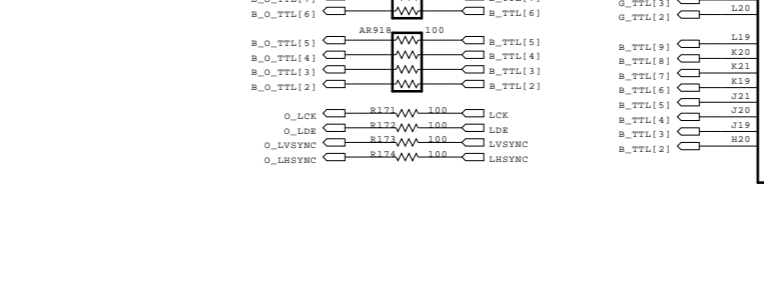 B_O_TTL[6] B_TTL[6]
AR918 100
B_O_TTL[5] B_TTL[5]
B_O_TTL[4] B_TTL[4]
B_O_TTL[3] B_TTL[3]
B_O_TTL[2] B_TTL[2]
O_LCK R171 100 LCK
O_LDE R172 100 LDE
O_LVSYNC R173 100 LVSYNC
O_LHSYNC R174 100 LHSYNC
G_TTL[3]
G_TTL[2] L20
B_TTL[9] L19
B_TTL[8] K20
B_TTL[7] K21
B_TTL[6] K19
B_TTL[5] J21
B_TTL[4] J20
B_TTL[3] J19
B_TTL[2] H20